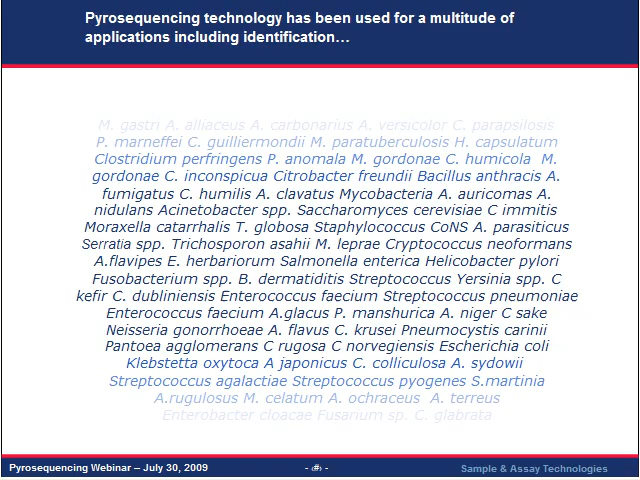 Pyrosequencing technology has been used for a multitude of
applications including identification…
M. gastri A. alliaceus A. carbonarius A. versicolor C. parapsilosis
P. marneffei C. guilliermondii M. paratuberculosis H. capsulatum
Clostridium perfringens P. anomala M. gordonae C. humicola M.
gordonae C. inconspicua Citrobacter freundii Bacillus anthracis A.
fumigatus C. humilis A. clavatus Mycobacteria A. auricomas A.
nidulans Acinetobacter spp. Saccharomyces cerevisiae C immitis
Moraxella catarrhalis T. globosa Staphylococcus CoNS A. parasiticus
Serratia spp. Trichosporon asahii M. leprae Cryptococcus neoformans
A.flavipes E. herbariorum Salmonella enterica Helicobacter pylori
Fusobacterium spp. B. dermatiditis Streptococcus Yersinia spp. C
kefir C. dubliniensis Enterococcus faecium Streptococcus pneumoniae
Enterococcus faecium A.glacus P. manshurica A. niger C sake
Neisseria gonorrhoeae A. flavus C. krusei Pneumocystis carinii
Pantoea agglomerans C rugosa C norvegiensis Escherichia coli
Klebstetta oxytoca A japonicus C. colliculosa A. sydowii
Streptococcus agalactiae Streptococcus pyogenes S.martinia
A.rugulosus M. celatum A. ochraceus A. terreus
Enterobacter cloacae Fusarium sp. C. glabrata
Pyrosequencing Webinar – July 30, 2009
- ‹#› -
Sample & Assay Technologies